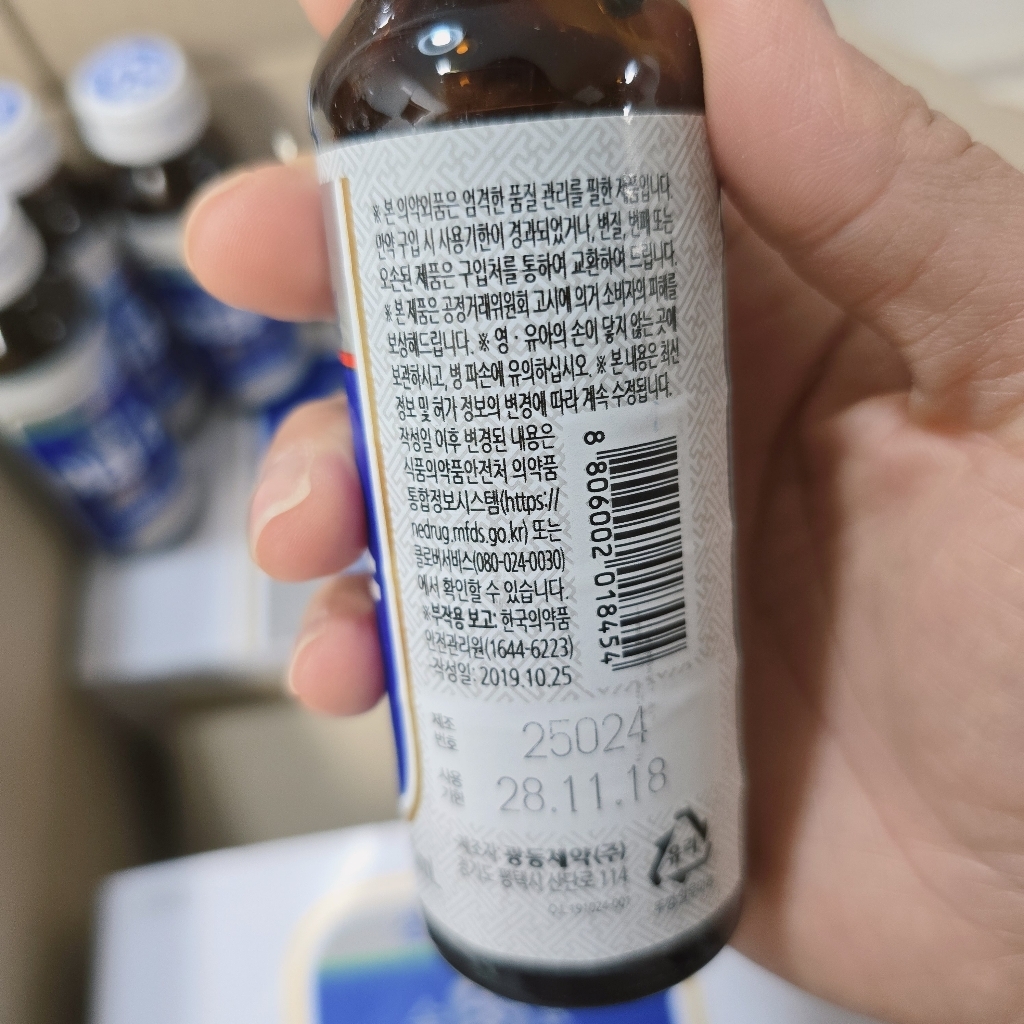 ※ 본 의약외품은 엄격한 품질 관리를 필한 제품입니다.
만약 구입 시 사용기한이 경과되었거나, 변질, 변패 또는
오손된 제품은 구입처를 통하여 교환하여 드립니다.
※ 본 제품은 공정거래위원회 고시에 의거 소비자의 피해를
보상해드립니다. ※ 영 · 유아의 손이 닿지 않는 곳에
보관하시고, 병 파손에 유의하십시오. ※ 본 내용은 최신
정보 및 허가 정보의 변경에 따라 계속 수정됩니다.
작성일 이후 변경된 내용은
식품의약품안전처 의약품
통합정보시스템(https://
nedrug.mfds.go.kr) 또는
클로버서비스(080-024-0030)
에서 확인할 수 있습니다.
※부작용 보고: 한국의약품
안전관리원(1644-6223)
작성일: 2019.10.25
8 806002 018454
제조
번호
25024
사용
기한
28.11.18
제조자 광동제약(주)
경기도 평택시 산단로 114
유리